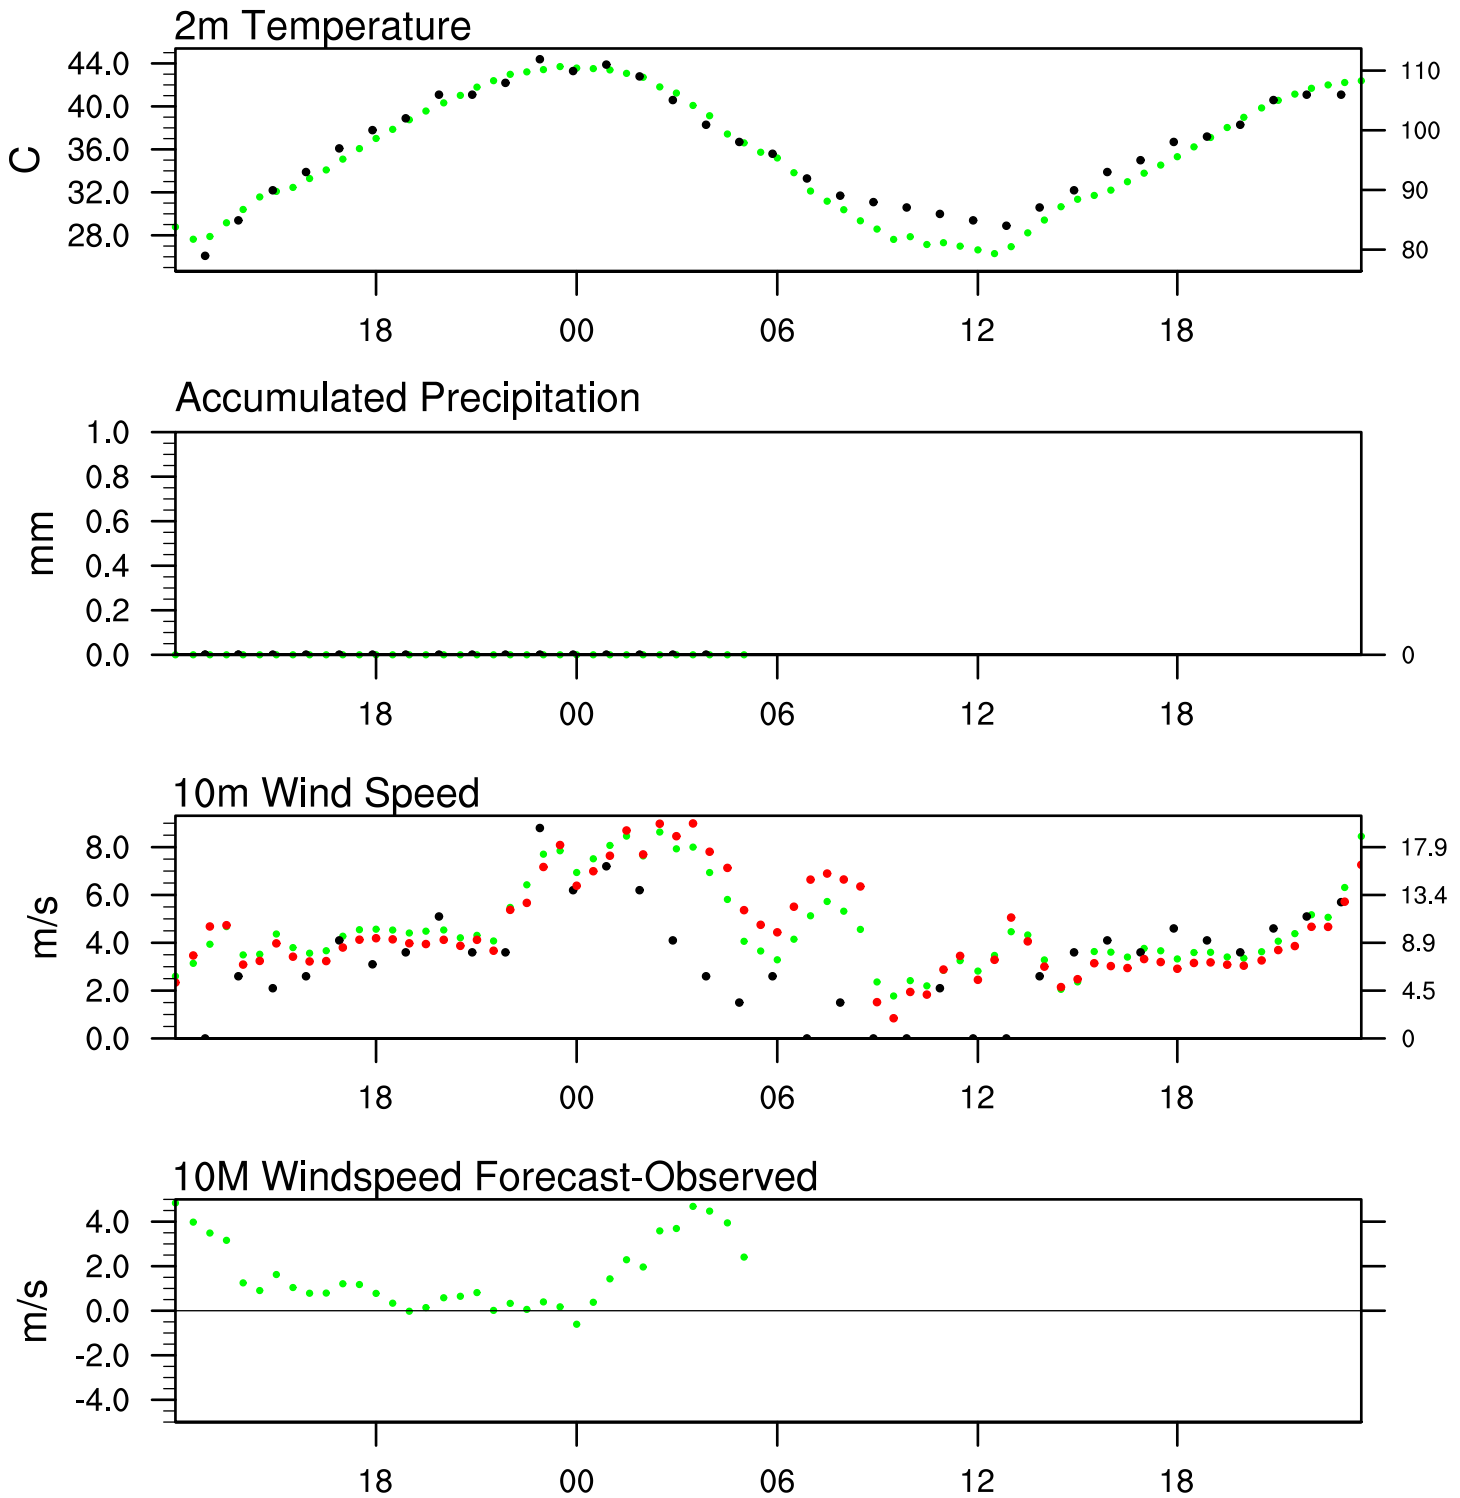 2m Temperature
44.0
40.0
36.0
32.0
28.0
C
110
100
90
80
18 00 06 12 18
Accumulated Precipitation
1.0
0.8
0.6
0.4
0.2
0.0
mm
0
18 00 06 12 18
10m Wind Speed
8.0
6.0
4.0
2.0
0.0
m/s
17.9
13.4
8.9
4.5
0
18 00 06 12 18
10M Windspeed Forecast-Observed
4.0
2.0
0.0
-2.0
-4.0
m/s
18 00 06 12 18